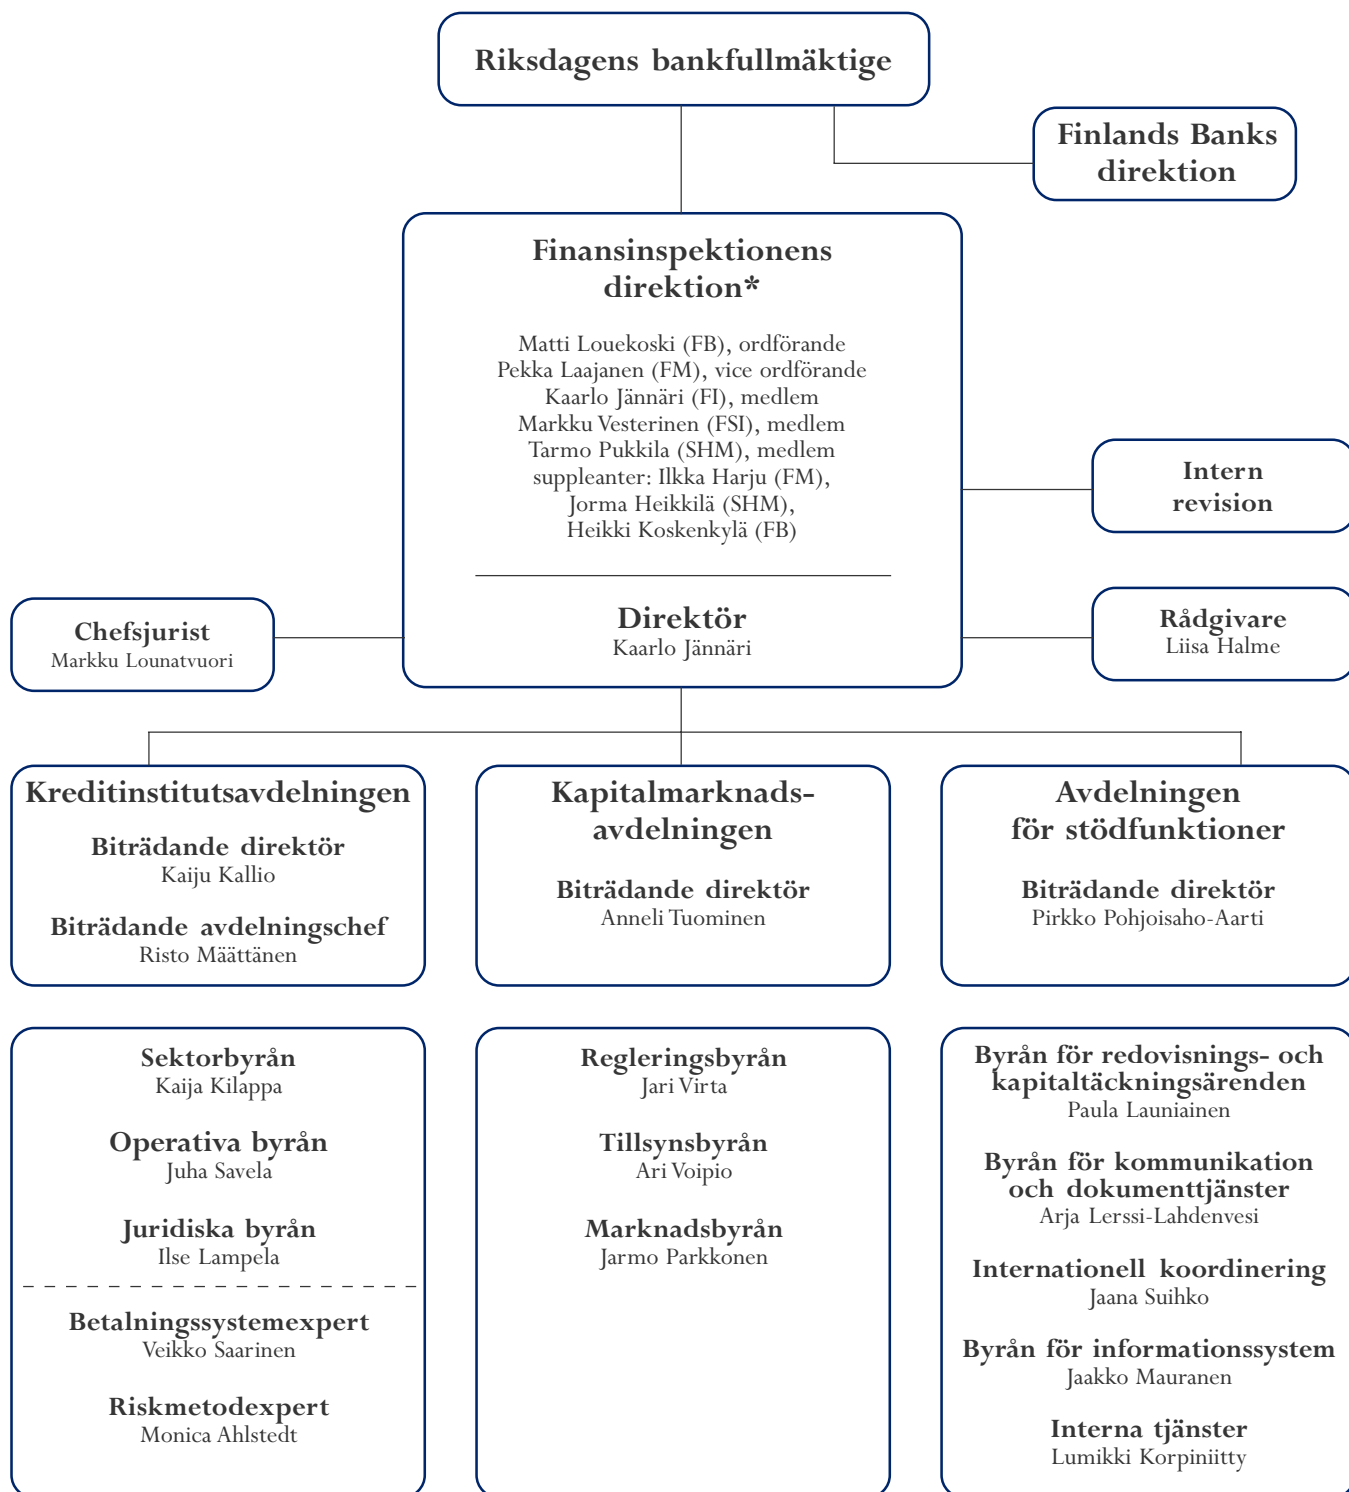 Riksdagens bankfullmäktige
Finlands Banks
direktion
Finansinspektionens
direktion*
Matti Louekoski (FB), ordförande
Pekka Laajanen (FM), vice ordförande
Kaarlo Jännäri (FI), medlem
Markku Vesterinen (FSI), medlem
Tarmo Pukkila (SHM), medlem
suppleanter: Ilkka Harju (FM),
Jorma Heikkilä (SHM),
Heikki Koskenkylä (FB)
Intern
revision
Direktör
Kaarlo Jännäri
Chefsjurist
Markku Lounatvuori
Rådgivare
Liisa Halme
Kreditinstitutsavdelningen
Biträdande direktör
Kaiju Kallio
Biträdande avdelningschef
Risto Määttänen
Kapitalmarknads-
avdelningen
Biträdande direktör
Anneli Tuominen
Avdelningen
för stödfunktioner
Biträdande direktör
Pirkko Pohjoisaho-Aarti
Sektorbyrån
Kaija Kilappa
Operativa byrån
Juha Savela
Juridiska byrån
Ilse Lampela
Betalningssystemexpert
Veikko Saarinen
Riskmetodexpert
Monica Ahlstedt
Regleringsbyrån
Jari Virta
Tillsynsbyrån
Ari Voipio
Marknadsbyrån
Jarmo Parkkonen
Byrån för redovisnings- och
kapitaltäckningsärenden
Paula Launiainen
Byrån för kommunikation
och dokumenttjänster
Arja Lerssi-Lahdenvesi
Internationell koordinering
Jaana Suihko
Byrån för informationssystem
Jaakko Mauranen
Interna tjänster
Lumikki Korpiniitty